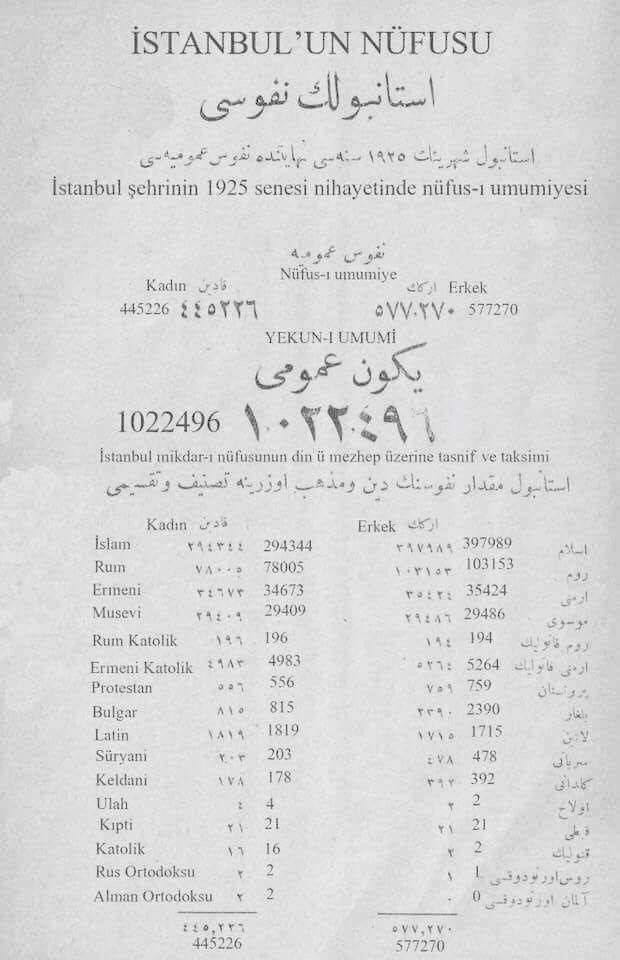 İSTANBUL'UN NÜFUSU
استانبولك نفوسی
استانبول شهرینك ١٩٢٥ سنه‌سی نهایتنده نفوس عمومیه‌سی
İstanbul şehrinin 1925 senesi nihayetinde nüfus-ı umumiyesi
نفوس عمومیه
Nüfus-ı umumiye
Kadın قادین ارکك Erkek
445226 ٤٤٥٢٢٦ ٥٧٧.٢٧٠ 577270
YEKUN-I UMUMİ
یکون عمومی
1022496 ١.٠٢٢.٤٩٦
İstanbul mikdar-ı nüfusunun din ü mezhep üzerine tasnif ve taksimi
استانبول مقدار نفوسنك دین ومذهب اوزرینه تصنیف وتقسیمی
Kadın قادین Erkek ارکك
İslam ٢٩٤٣٤٤ 294344 ٣٩٧٩٨٩ 397989 اسلام
Rum ٧٨٠٠٥ 78005 ١٠٣١٥٣ 103153 روم
Ermeni ٣٤٦٧٣ 34673 ٣٥٤٢٤ 35424 ارمنی
Musevi ٢٩٤٠٩ 29409 ٢٩٤٨٦ 29486 موسوی
Rum Katolik ١٩٦ 196 ١٩٤ 194 روم قاتولیك
Ermeni Katolik ٤٩٨٣ 4983 ٥٢٦٤ 5264 ارمنی قاتولیك
Protestan ٥٥٦ 556 ٧٥٩ 759 پروتستان
Bulgar ٨١٥ 815 ٢٣٩٠ 2390 بلغار
Latin ١٨١٩ 1819 ١٧١٥ 1715 لاتین
Süryani ٢٠٣ 203 ٤٧٨ 478 سریانی
Keldani ١٧٨ 178 ٣٩٢ 392 کلدانی
Ulah ٤ 4 ٢ 2 اولاح
Kıpti ٢١ 21 ٢١ 21 قبطی
Katolik ١٦ 16 ٢ 2 قتولیك
Rus Ortodoksu ٢ 2 ١ 1 روس اورتودوقسی
Alman Ortodoksu ٢ 2 ٠ 0 آلمان اورتودوقسی
٤٤٥,٢٢٦ ٥٧٧,٢٧٠
445226 577270